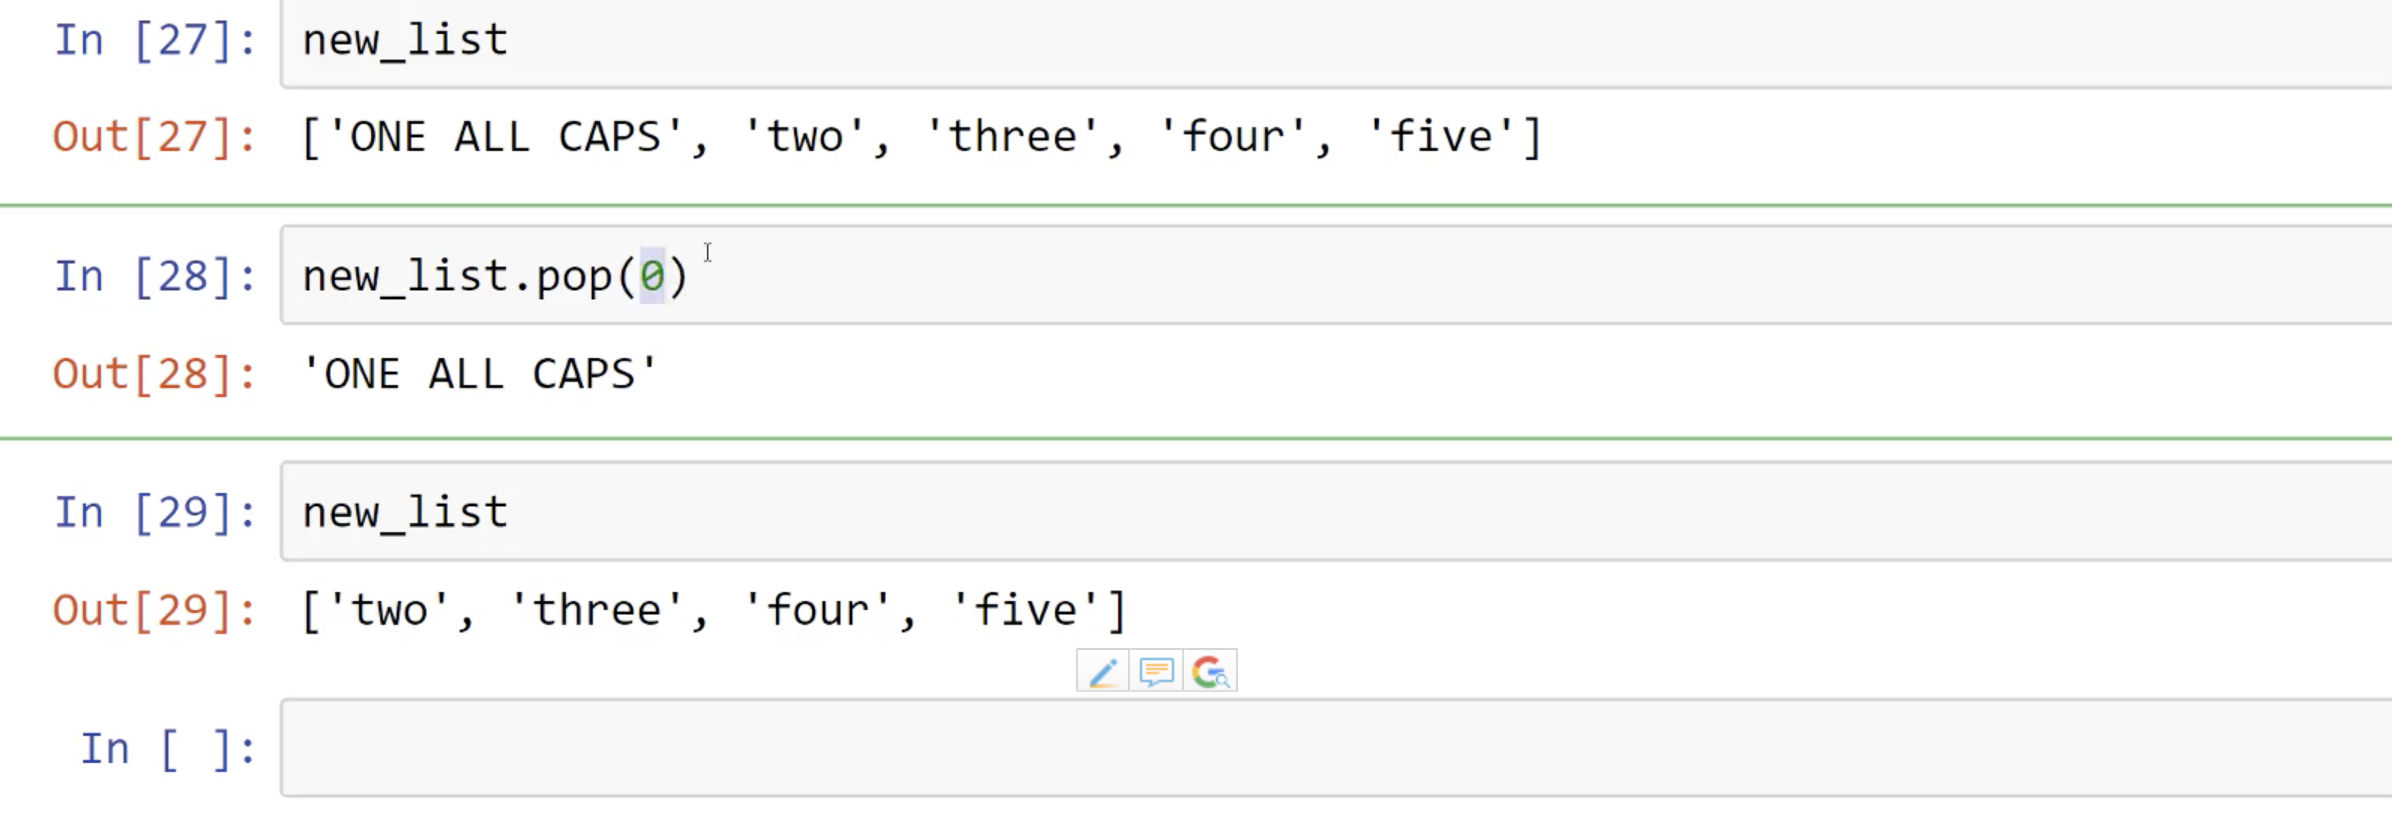 In [27]: new_list
Out[27]: ['ONE ALL CAPS', 'two', 'three', 'four', 'five']
In [28]: new_list.pop(0)
Out[28]: 'ONE ALL CAPS'
In [29]: new_list
Out[29]: ['two', 'three', 'four', 'five']
In [ ]: